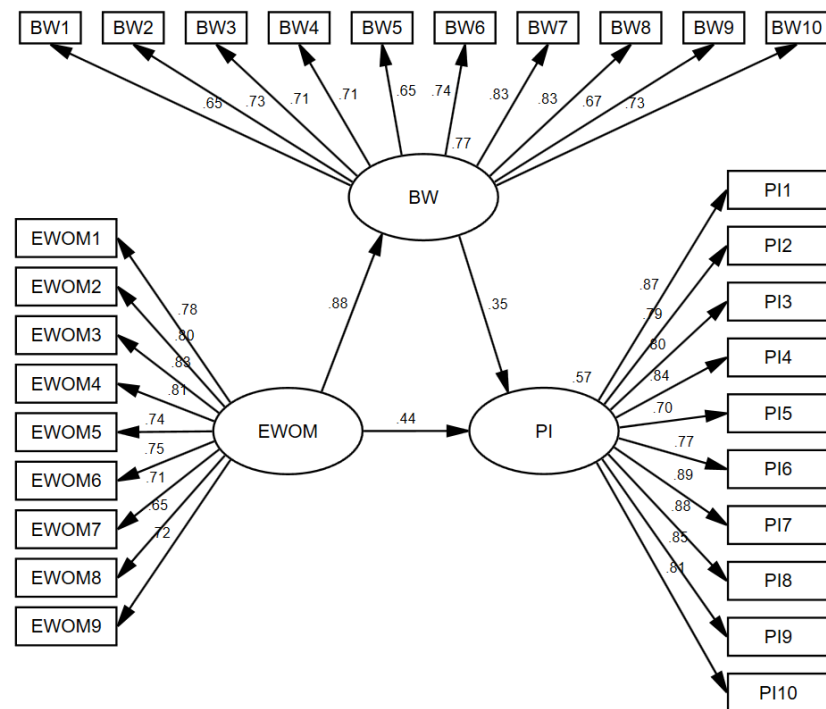 BW1 BW2 BW3 BW4 BW5 BW6 BW7 BW8 BW9 BW10
.65 .73 .71 .71 .65 .74 .83 .83 .67 .73
.77
BW
EWOM1
EWOM2
EWOM3
EWOM4
EWOM5
EWOM6
EWOM7
EWOM8
EWOM9
.78
.80
.83
.81
.74
.75
.71
.65
.72
.88
.35
EWOM
.44
.57
PI
.87
.79
.80
.84
.70
.77
.89
.88
.85
.81
PI1
PI2
PI3
PI4
PI5
PI6
PI7
PI8
PI9
PI10